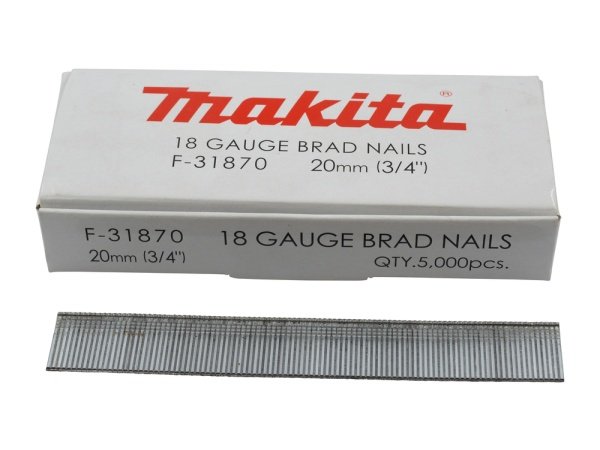 makita®
18 GAUGE BRAD NAILS
F-31870 20mm (3/4")
F-31870 18 GAUGE BRAD NAILS
20mm (3/4") QTY.5,000pcs.